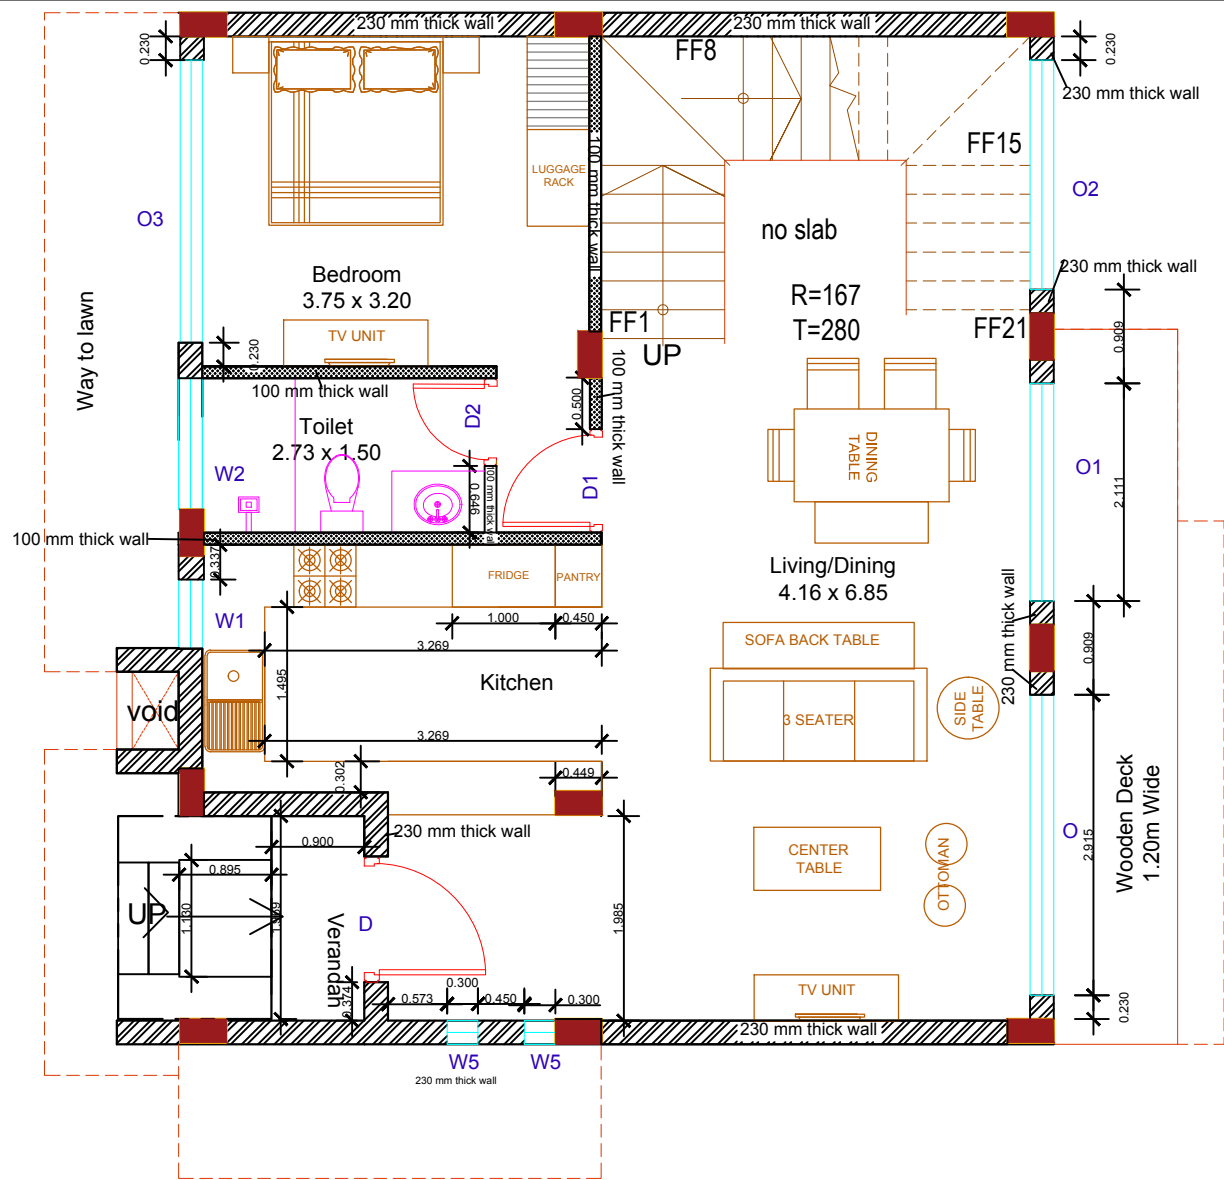 230 mm thick wall
230 mm thick wall
0.230
FF8
0.230
230 mm thick wall
FF15
100 mm thick wall
LUGGAGE
RACK
O3
O2
no slab
230 mm thick wall
Bedroom
3.75 x 3.20
R=167
T=280
FF1
FF21
TV UNIT
UP
0.230
0.909
Way to lawn
100 mm thick wall
100 mm thick wall
0.500
Toilet
2.73 x 1.50
D2
DINING
TABLE
W2
O1
D1
0.646
100 mm thick wall
2.111
100 mm thick wall
0.337
FRIDGE
PANTRY
Living/Dining
4.16 x 6.85
W1
1.000
0.450
230 mm thick wall
3.269
SOFA BACK TABLE
0.909
1.495
Kitchen
void
3 SEATER
SIDE
TABLE
3.269
0.302
0.449
Wooden Deck
1.20m Wide
230 mm thick wall
0.900
O
2.915
CENTER
TABLE
0.895
OTTOMAN
UP
1.130
Verandah
D
1.985
0.374
0.300
0.573
0.450
0.300
TV UNIT
0.230
230 mm thick wall
W5
W5
230 mm thick wall